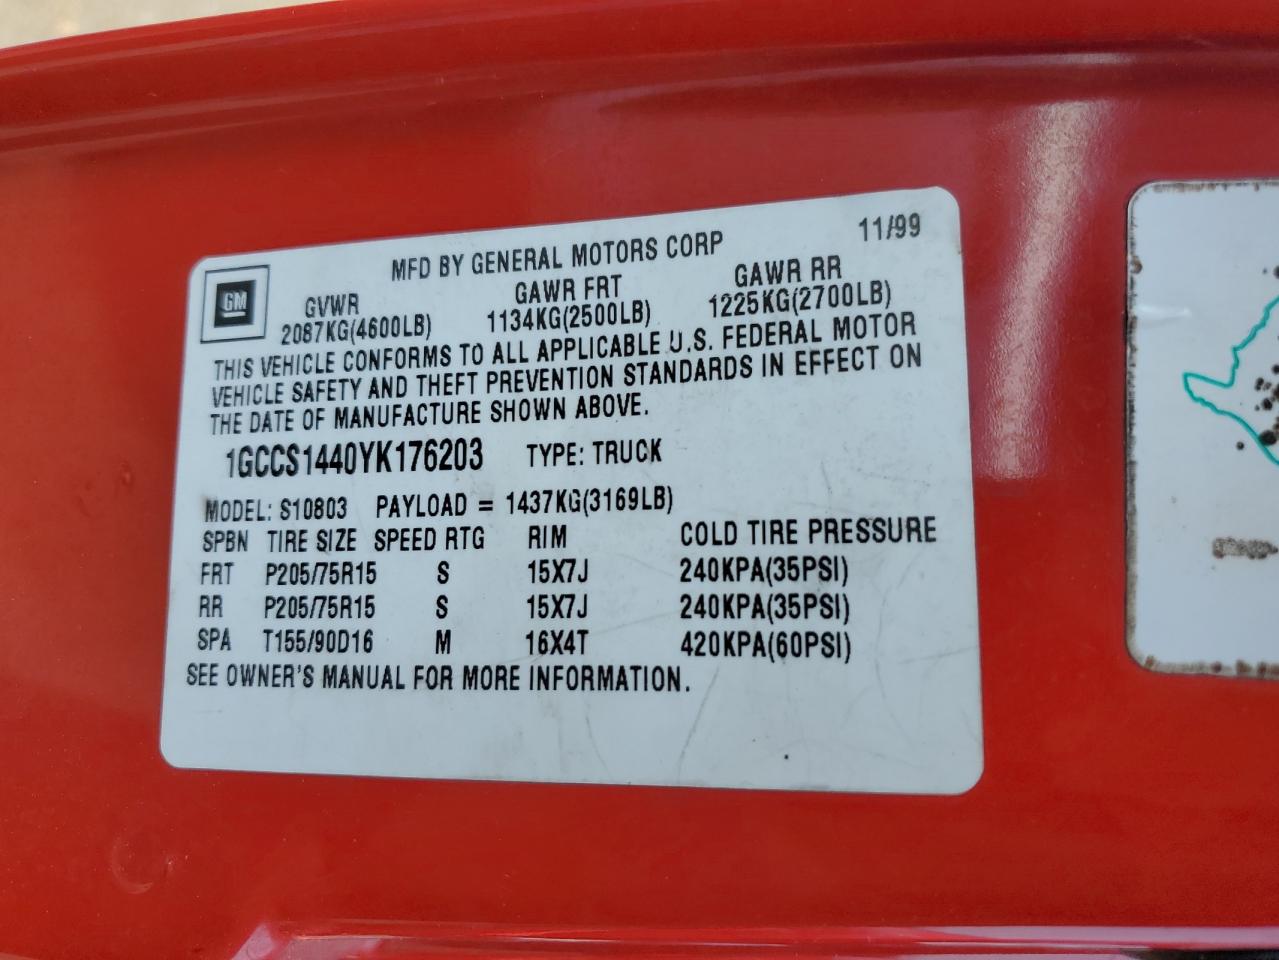 11/99
MFD BY GENERAL MOTORS CORP
GM
GVWR GAWR FRT GAWR RR
2087KG(4600LB) 1134KG(2500LB) 1225KG(2700LB)
THIS VEHICLE CONFORMS TO ALL APPLICABLE U.S. FEDERAL MOTOR
VEHICLE SAFETY AND THEFT PREVENTION STANDARDS IN EFFECT ON
THE DATE OF MANUFACTURE SHOWN ABOVE.
1GCCS1440YK176203 TYPE: TRUCK
MODEL: S10803 PAYLOAD = 1437KG(3169LB)
SPBN TIRE SIZE SPEED RTG RIM COLD TIRE PRESSURE
FRT P205/75R15 S 15X7J 240KPA(35PSI)
RR P205/75R15 S 15X7J 240KPA(35PSI)
SPA T155/90D16 M 16X4T 420KPA(60PSI)
SEE OWNER'S MANUAL FOR MORE INFORMATION.